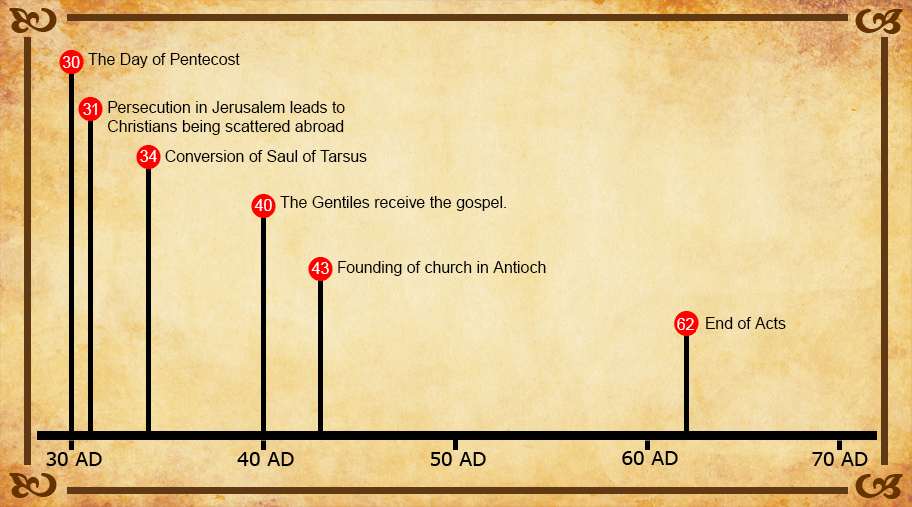 30 The Day of Pentecost
31 Persecution in Jerusalem leads to
Christians being scattered abroad
34 Conversion of Saul of Tarsus
40 The Gentiles receive the gospel.
43 Founding of church in Antioch
62 End of Acts
30 AD 40 AD 50 AD 60 AD 70 AD